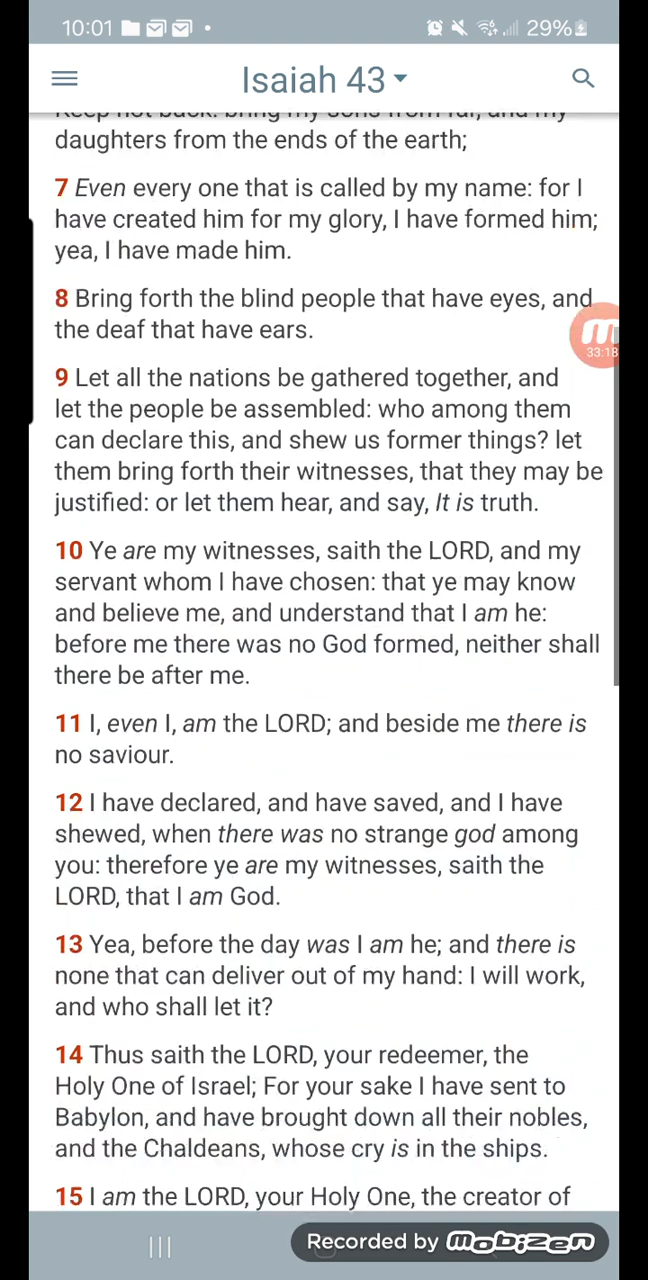 10:01
29%
Isaiah 43
Keep not back: bring my sons from far, and my
daughters from the ends of the earth;
7 Even every one that is called by my name: for I
have created him for my glory, I have formed him;
yea, I have made him.
8 Bring forth the blind people that have eyes, and
the deaf that have ears.
33:18
9 Let all the nations be gathered together, and
let the people be assembled: who among them
can declare this, and shew us former things? let
them bring forth their witnesses, that they may be
justified: or let them hear, and say, It is truth.
10 Ye are my witnesses, saith the LORD, and my
servant whom I have chosen: that ye may know
and believe me, and understand that I am he:
before me there was no God formed, neither shall
there be after me.
11 I, even I, am the LORD; and beside me there is
no saviour.
12 I have declared, and have saved, and I have
shewed, when there was no strange god among
you: therefore ye are my witnesses, saith the
LORD, that I am God.
13 Yea, before the day was I am he; and there is
none that can deliver out of my hand: I will work,
and who shall let it?
14 Thus saith the LORD, your redeemer, the
Holy One of Israel; For your sake I have sent to
Babylon, and have brought down all their nobles,
and the Chaldeans, whose cry is in the ships.
15 I am the LORD, your Holy One, the creator of
Recorded by mobizen